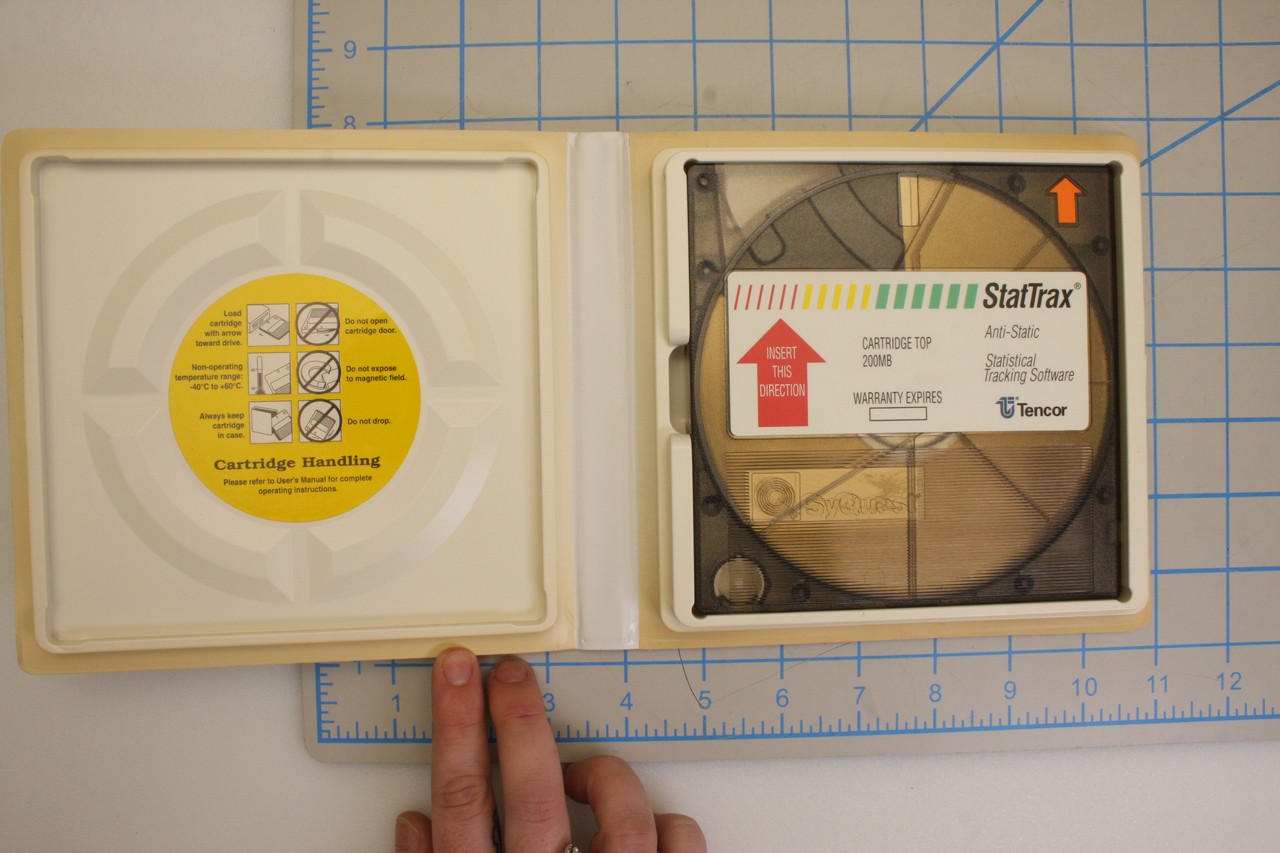 9
8
Load
cartridge
with arrow
toward drive.
Do not open
cartridge door.
Non-operating
temperature range:
-40°C to +60°C.
Do not expose
to magnetic field.
Always keep
cartridge
in case.
Do not drop.
Cartridge Handling
Please refer to User's Manual for complete
operating instructions.
StatTrax®
INSERT
THIS
DIRECTION
CARTRIDGE TOP
200MB
WARRANTY EXPIRES
Anti-Static
Statistical
Tracking Software
Tencor
SyQuest
1 3 4 5 6 7 8 9 10 11 12